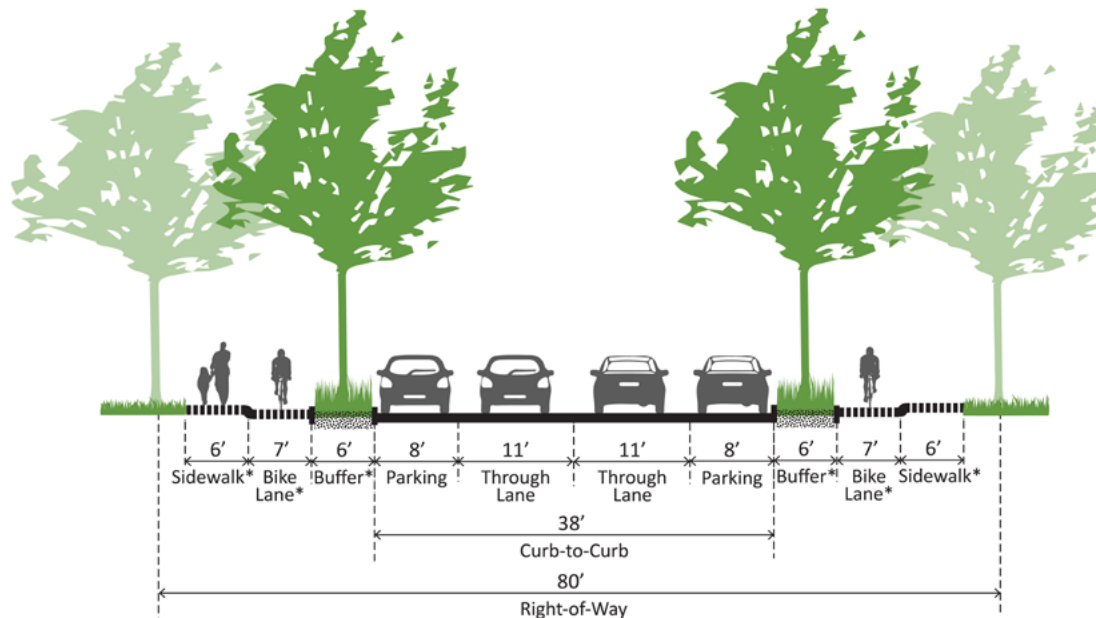 6’ 7’ 6’ 8’ 11’ 11’ 8’ 6’ 7’ 6’
Sidewalk* Bike Buffer* Parking Through Through Parking Buffer* Bike Sidewalk*
Lane* Lane Lane Lane*
38’
Curb-to-Curb
80’
Right-of-Way